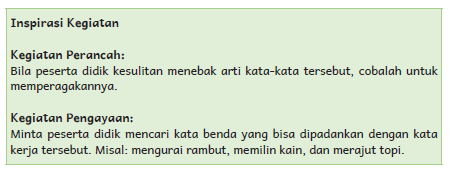 Inspirasi Kegiatan
Kegiatan Perancah:
Bila peserta didik kesulitan menebak arti kata-kata tersebut, cobalah untuk
memperagakannya.
Kegiatan Pengayaan:
Minta peserta didik mencari kata benda yang bisa dipadankan dengan kata
kerja tersebut. Misal: mengurai rambut, memilin kain, dan merajut topi.